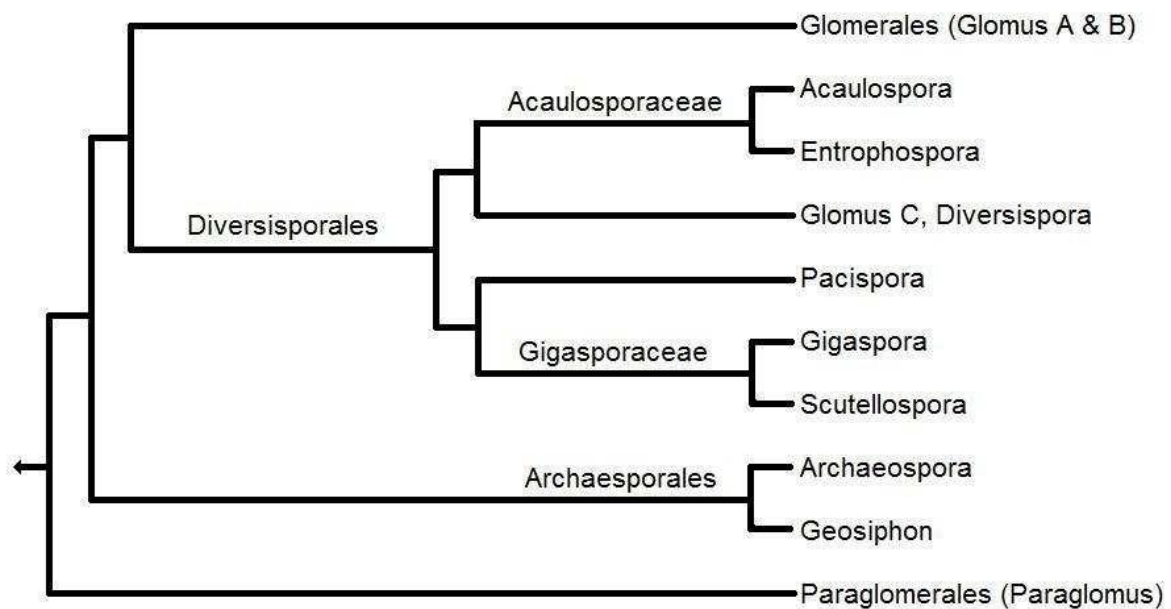 Glomerales (Glomus A & B)
Acaulosporaceae
Acaulospora
Entrophospora
Diversisporales
Glomus C, Diversispora
Pacispora
Gigasporaceae
Gigaspora
Scutellospora
Archaesporales
Archaeospora
Geosiphon
Paraglomerales (Paraglomus)